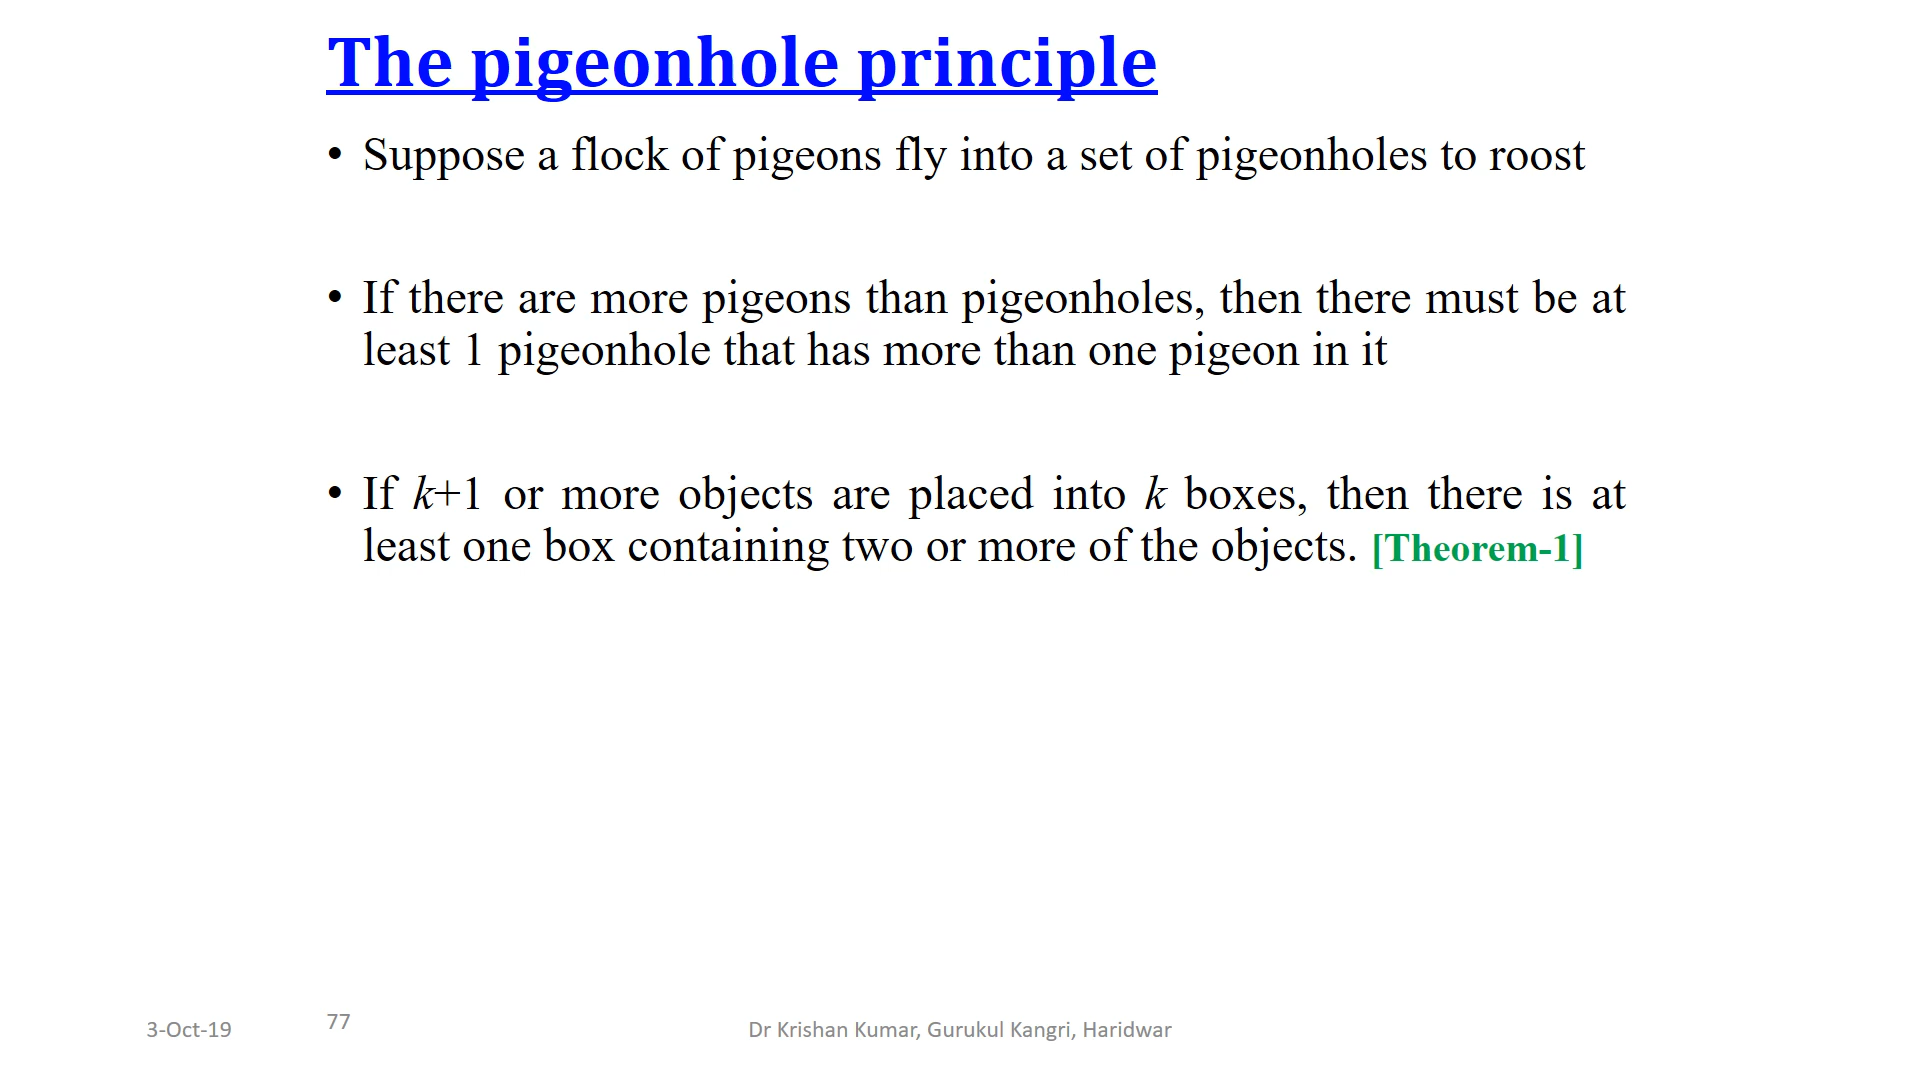 The pigeonhole principle
• Suppose a flock of pigeons fly into a set of pigeonholes to roost
• If there are more pigeons than pigeonholes, then there must be at
least 1 pigeonhole that has more than one pigeon in it
• If k+1 or more objects are placed into k boxes, then there is at
least one box containing two or more of the objects. [Theorem-1]
3-Oct-19
77
Dr Krishan Kumar, Gurukul Kangri, Haridwar